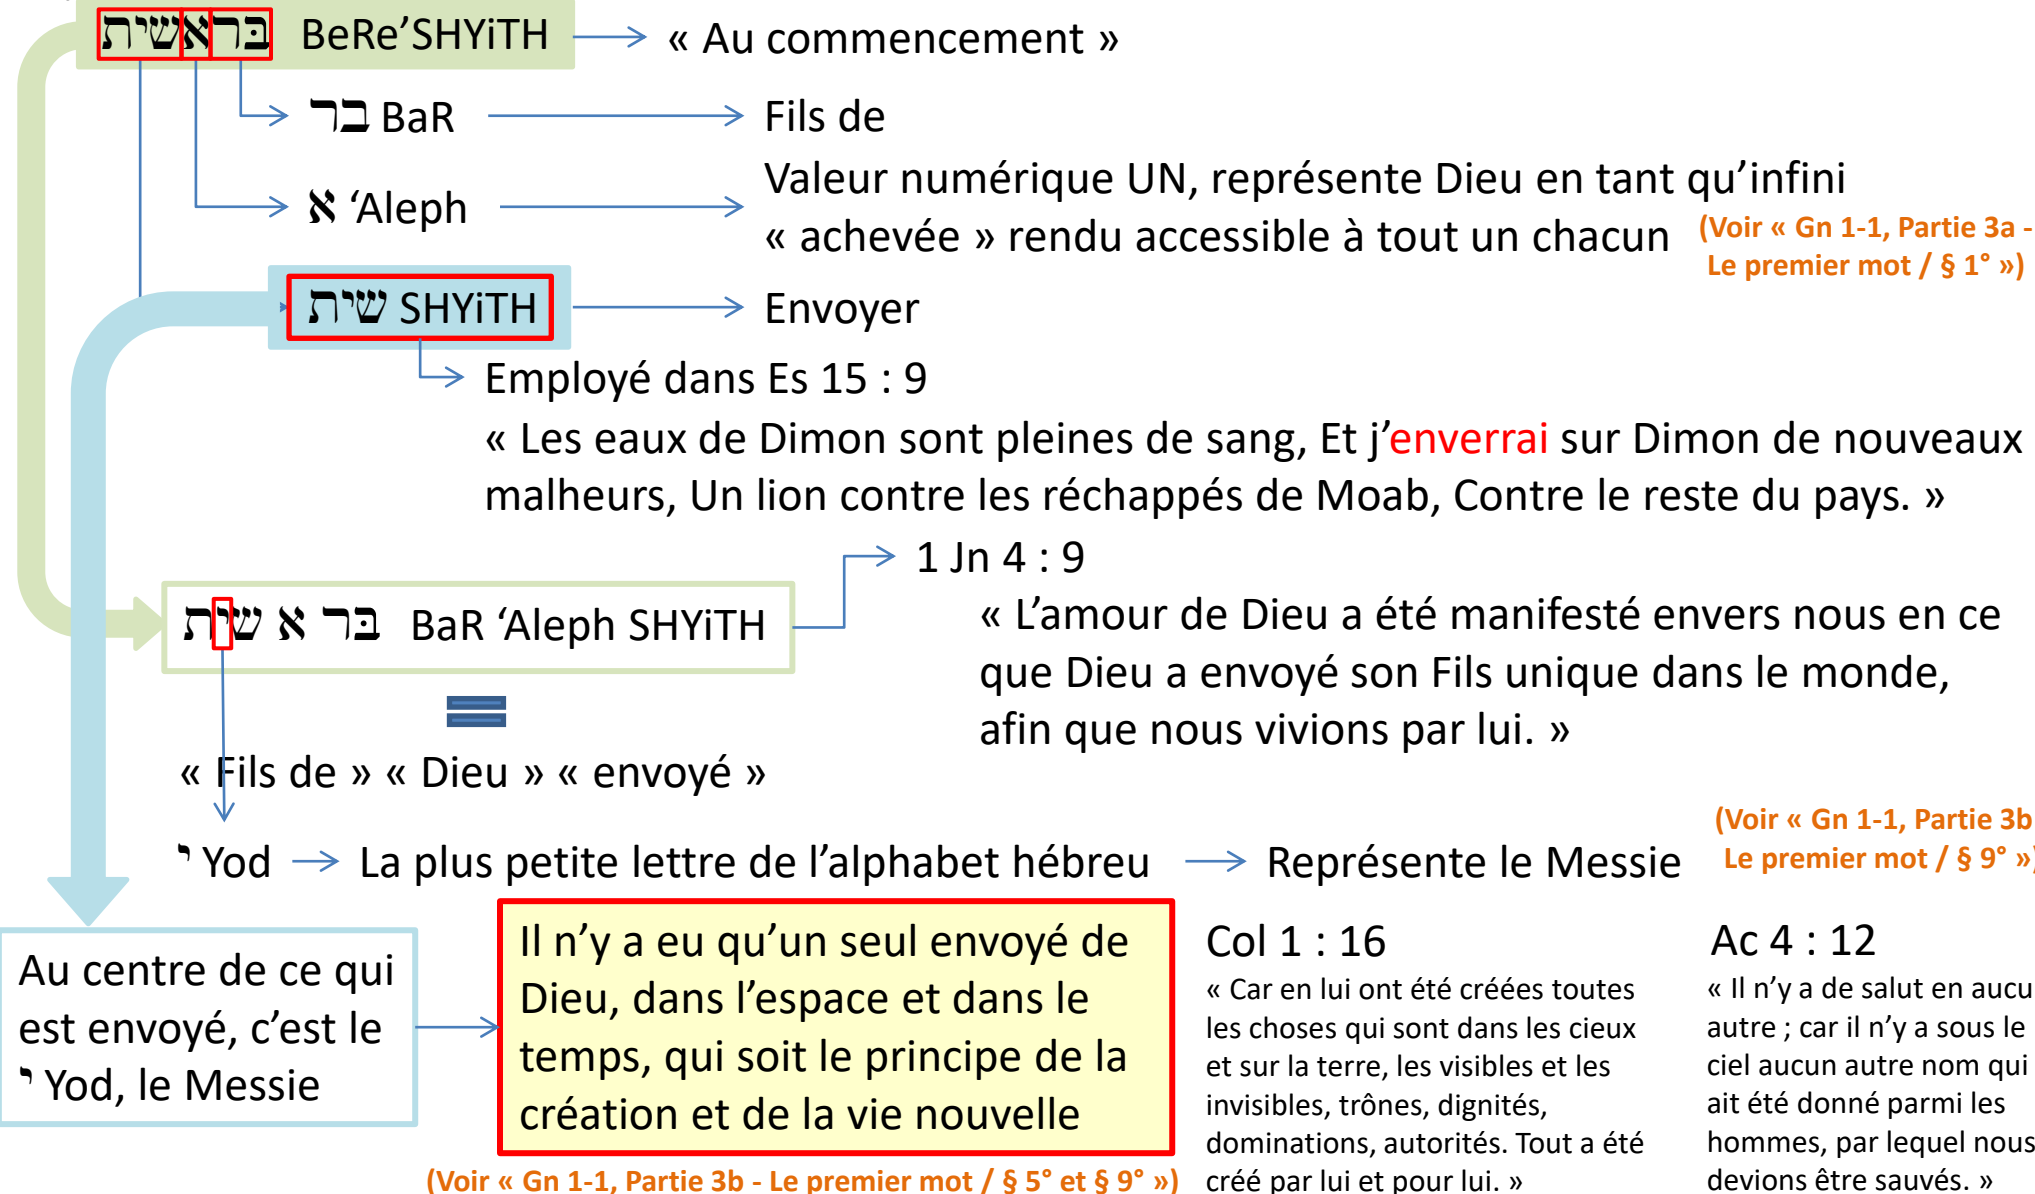 בּראשית BeRe’SHYiTH « Au commencement »
בר BaR Fils de
א ‘Aleph Valeur numérique UN, représente Dieu en tant qu’infini
« achevée » rendu accessible à tout un chacun
(Voir « Gn 1-1, Partie 3a -
Le premier mot / § 1° »)
שית SHYiTH Envoyer
Employé dans Es 15 : 9
« Les eaux de Dimon sont pleines de sang, Et j’enverrai sur Dimon de nouveaux
malheurs, Un lion contre les réchappés de Moab, Contre le reste du pays. »
1 Jn 4 : 9
« L’amour de Dieu a été manifesté envers nous en ce
que Dieu a envoyé son Fils unique dans le monde,
afin que nous vivions par lui. »
בּר א שית BaR ‘Aleph SHYiTH
« Fils de » « Dieu » « envoyé »
י Yod La plus petite lettre de l’alphabet hébreu Représente le Messie
(Voir « Gn 1-1, Partie 3b
Le premier mot / § 9° »)
Au centre de ce qui
est envoyé, c’est le
י Yod, le Messie
Il n’y a eu qu’un seul envoyé de
Dieu, dans l’espace et dans le
temps, qui soit le principe de la
création et de la vie nouvelle
(Voir « Gn 1-1, Partie 3b - Le premier mot / § 5° et § 9° »)
Col 1 : 16
« Car en lui ont été créées toutes
les choses qui sont dans les cieux
et sur la terre, les visibles et les
invisibles, trônes, dignités,
dominations, autorités. Tout a été
créé par lui et pour lui. »
Ac 4 : 12
« Il n’y a de salut en aucu
autre ; car il n’y a sous le
ciel aucun autre nom qui
ait été donné parmi les
hommes, par lequel nous
devions être sauvés. »